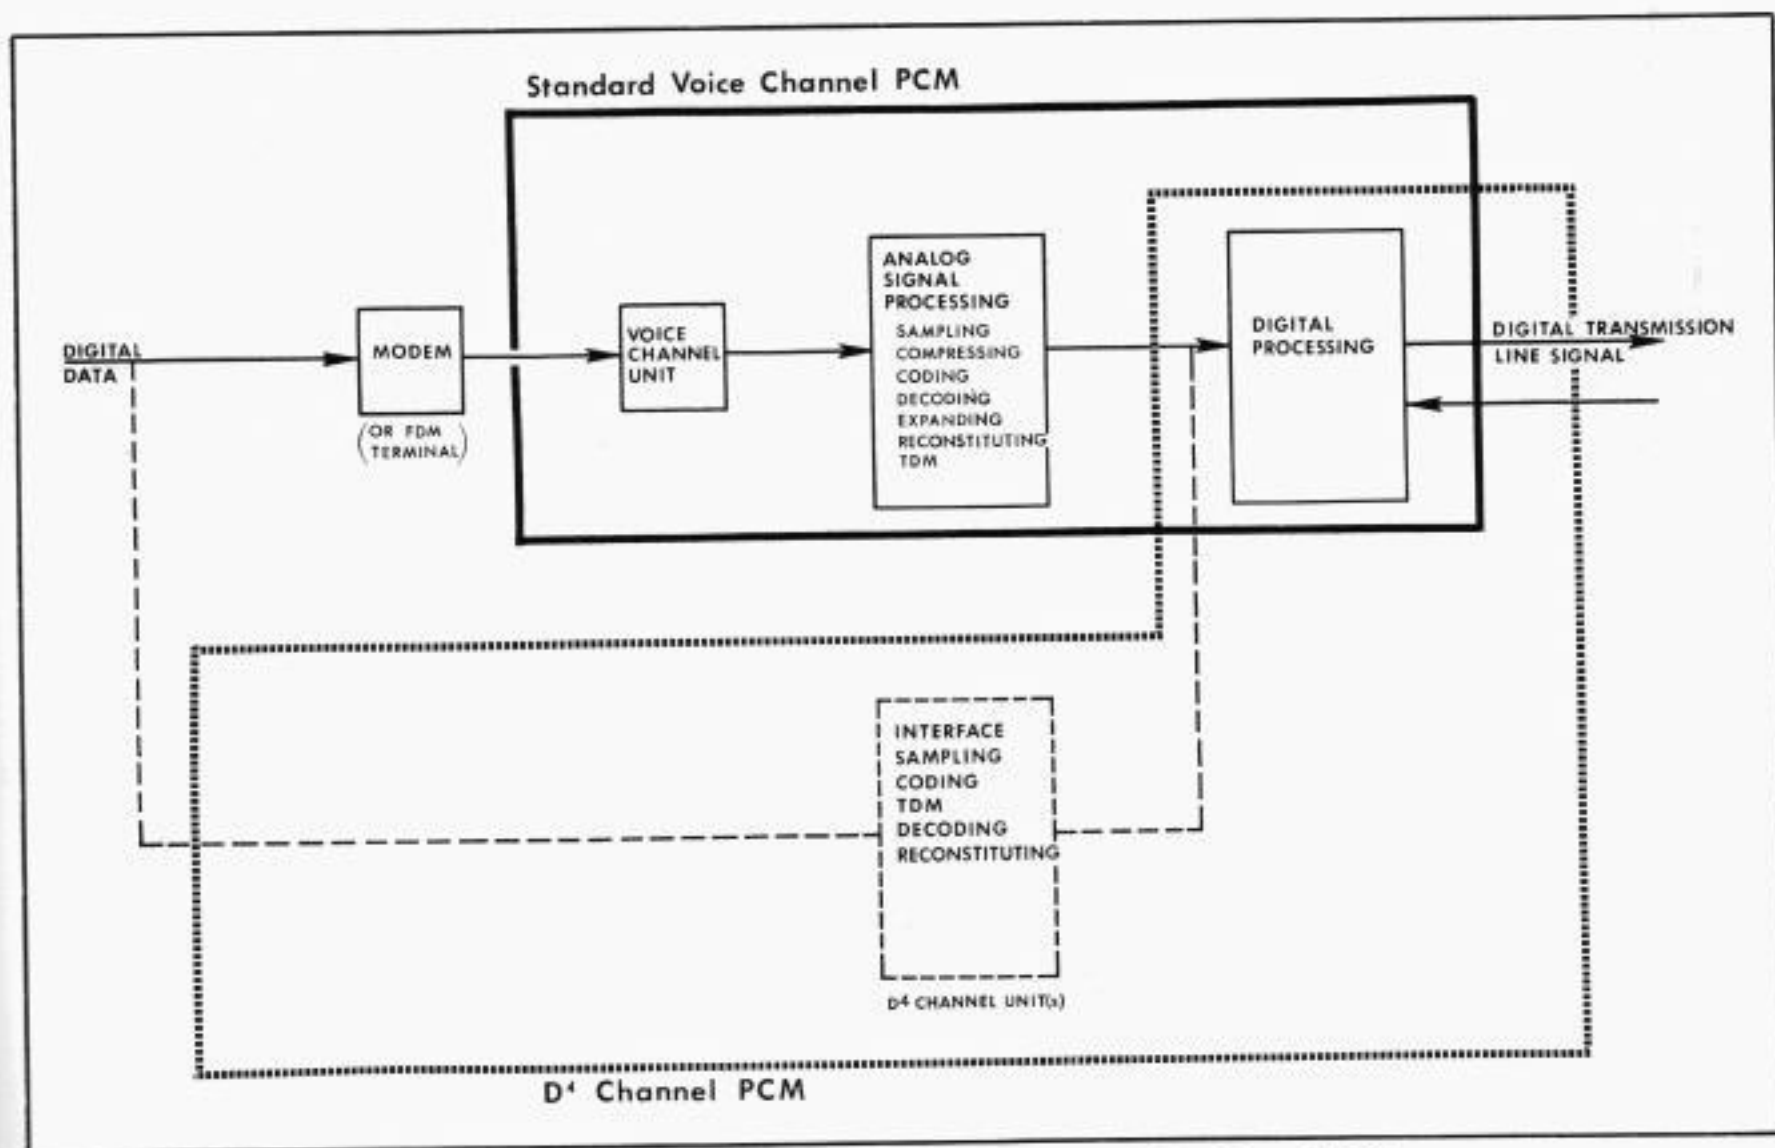 Standard Voice Channel PCM
DIGITAL
DATA
MODEM
(OR FDM
TERMINAL)
VOICE
CHANNEL
UNIT
ANALOG
SIGNAL
PROCESSING
SAMPLING
COMPRESSING
CODING
DECODING
EXPANDING
RECONSTITUTING
TDM
DIGITAL
PROCESSING
DIGITAL TRANSMISSION
LINE SIGNAL
INTERFACE
SAMPLING
CODING
TDM
DECODING
RECONSTITUTING
D⁴ CHANNEL UNIT(s)
D⁴ Channel PCM